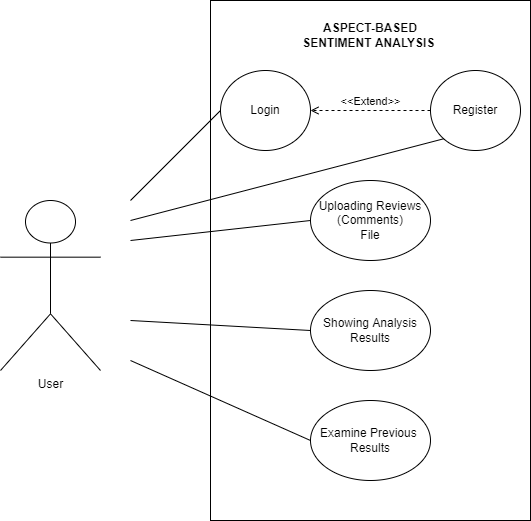 ASPECT-BASED
SENTIMENT ANALYSIS
Login
<<Extend>>
Register
Uploading Reviews
(Comments)
File
Showing Analysis
Results
User
Examine Previous
Results